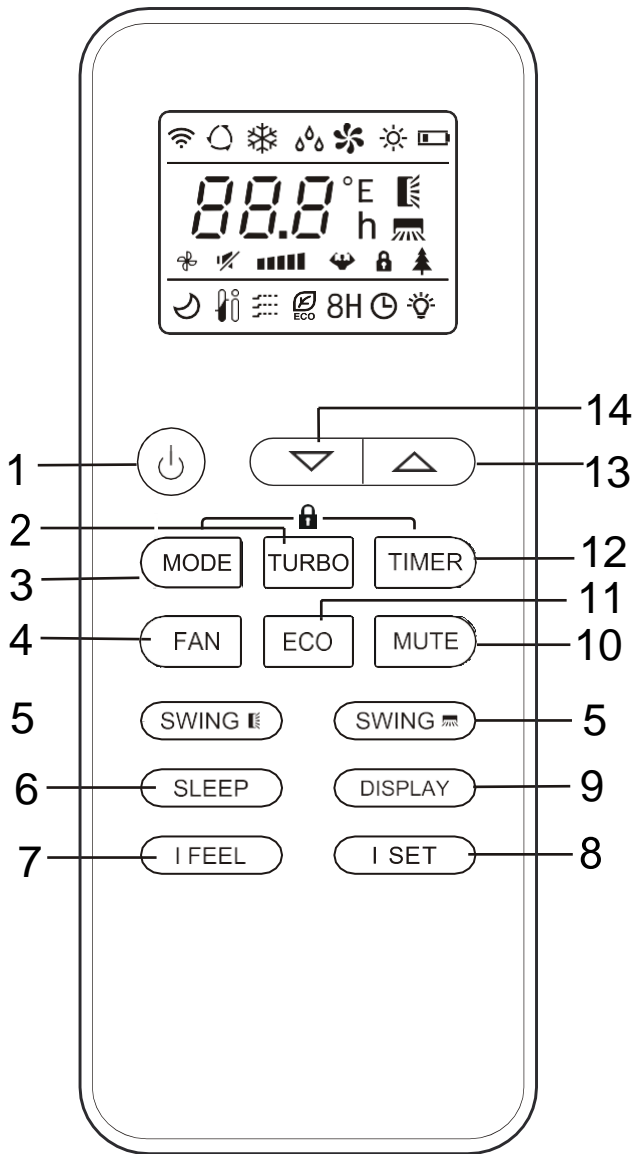 88.8°E
h
ECO 8H
14
1
13
2
MODE TURBO TIMER
12
3
11
4 FAN ECO MUTE
10
5 SWING SWING 5
6 SLEEP DISPLAY 9
7 I FEEL I SET 8